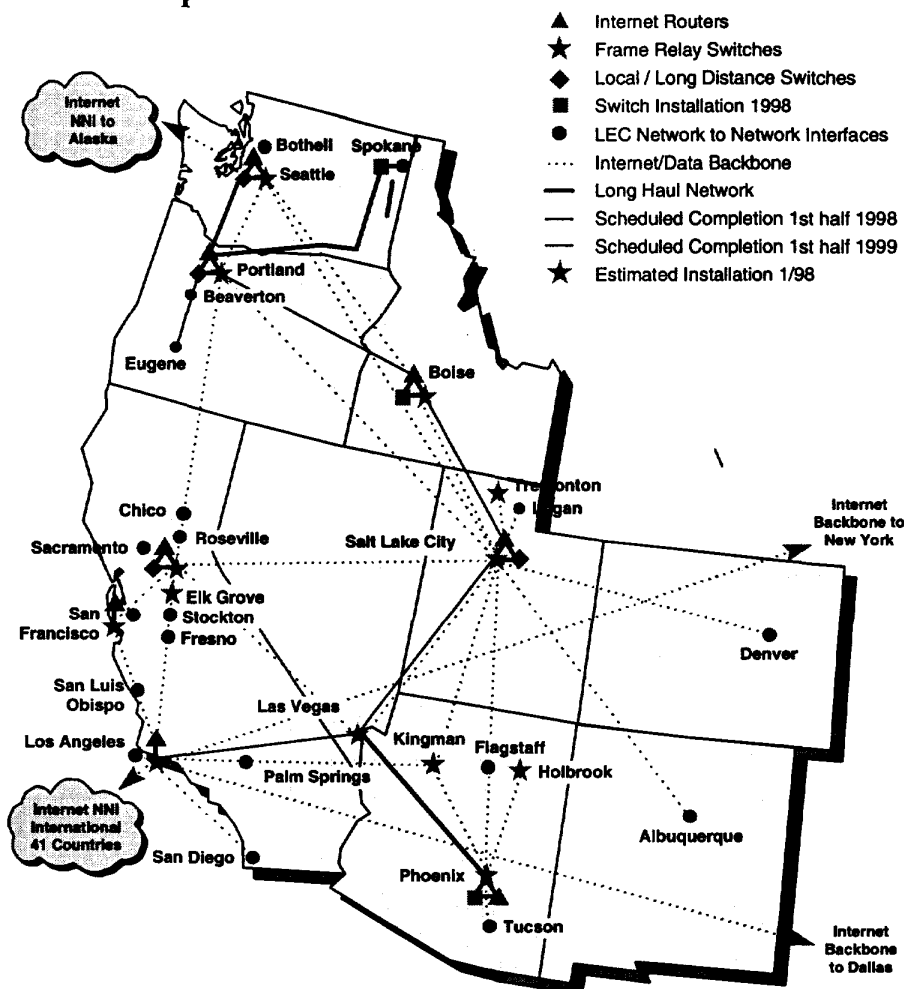 Internet Routers
Frame Relay Switches
Local / Long Distance Switches
Switch Installation 1998
LEC Network to Network Interfaces
Internet/Data Backbone
Long Haul Network
Scheduled Completion 1st half 1998
Scheduled Completion 1st half 1999
Estimated Installation 1/98
Internet
NNI to
Alaska
Bothell
Spokane
Seattle
Portland
Beaverton
Eugene
Boise
Tremonton
Logan
Chico
Roseville
Sacramento
Salt Lake City
Internet
Backbone to
New York
Elk Grove
San
Francisco
Stockton
Fresno
Denver
San Luis
Obispo
Las Vegas
Los Angeles
Kingman
Flagstaff
Holbrook
Palm Springs
Internet NNI
International
41 Countries
Albuquerque
San Diego
Phoenix
Tucson
Internet
Backbone
to Dallas